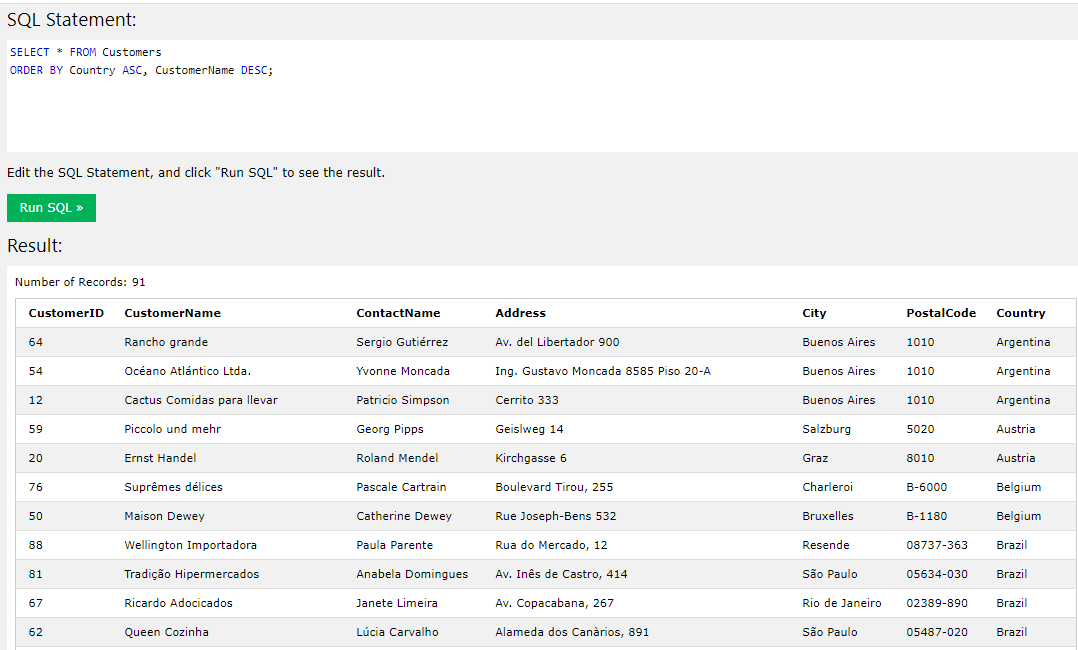 SQL Statement:
SELECT * FROM Customers
ORDER BY Country ASC, CustomerName DESC;
Edit the SQL Statement, and click "Run SQL" to see the result.
Run SQL »
Result:
Number of Records: 91
CustomerID CustomerName ContactName Address City PostalCode Country
64 Rancho grande Sergio Gutiérrez Av. del Libertador 900 Buenos Aires 1010 Argentina
54 Océano Atlántico Ltda. Yvonne Moncada Ing. Gustavo Moncada 8585 Piso 20-A Buenos Aires 1010 Argentina
12 Cactus Comidas para llevar Patricio Simpson Cerrito 333 Buenos Aires 1010 Argentina
59 Piccolo und mehr Georg Pipps Geislweg 14 Salzburg 5020 Austria
20 Ernst Handel Roland Mendel Kirchgasse 6 Graz 8010 Austria
76 Suprêmes délices Pascale Cartrain Boulevard Tirou, 255 Charleroi B-6000 Belgium
50 Maison Dewey Catherine Dewey Rue Joseph-Bens 532 Bruxelles B-1180 Belgium
88 Wellington Importadora Paula Parente Rua do Mercado, 12 Resende 08737-363 Brazil
81 Tradição Hipermercados Anabela Domingues Av. Inês de Castro, 414 São Paulo 05634-030 Brazil
67 Ricardo Adocicados Janete Limeira Av. Copacabana, 267 Rio de Janeiro 02389-890 Brazil
62 Queen Cozinha Lúcia Carvalho Alameda dos Canàrios, 891 São Paulo 05487-020 Brazil